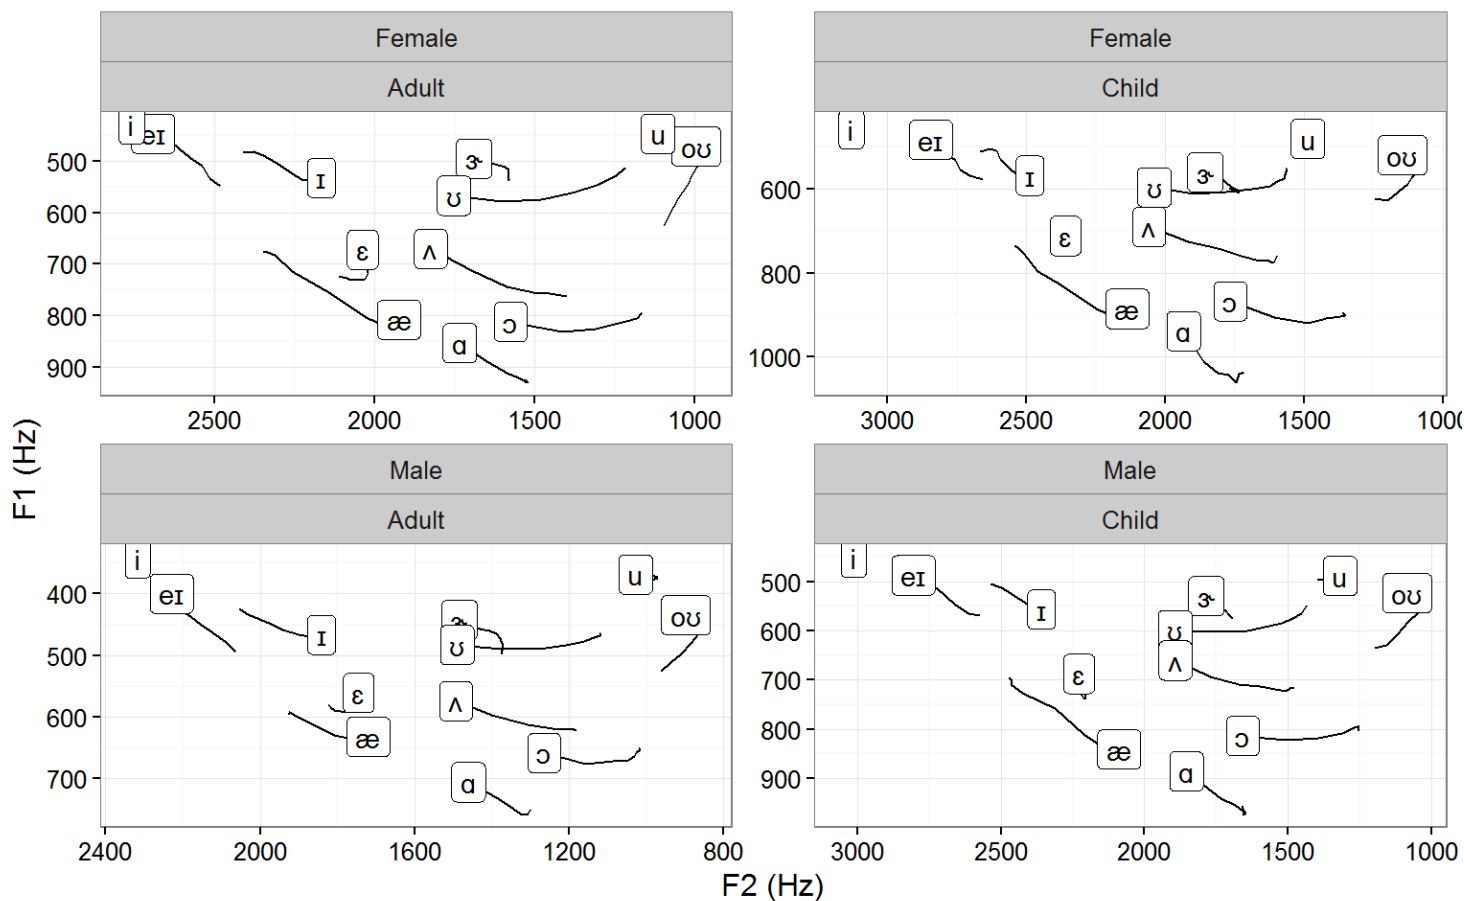 Female
Female
Adult
Child
i
eɪ
ɪ
ɝ
ʊ
u
oʊ
ɛ
ʌ
æ
ɔ
ɑ
500
600
700
800
900
2500
2000
1500
1000
i
eɪ
ɪ
ɝ
ʊ
u
oʊ
ɛ
ʌ
æ
ɔ
ɑ
600
800
1000
3000
2500
2000
1500
1000
Male
Male
Adult
Child
i
eɪ
ɪ
ɝ
ʊ
u
oʊ
ɛ
ʌ
æ
ɔ
ɑ
400
500
600
700
2400
2000
1600
1200
800
i
eɪ
ɪ
ɝ
ʊ
u
oʊ
ɛ
ʌ
æ
ɔ
ɑ
500
600
700
800
900
3000
2500
2000
1500
1000
F1 (Hz)
F2 (Hz)